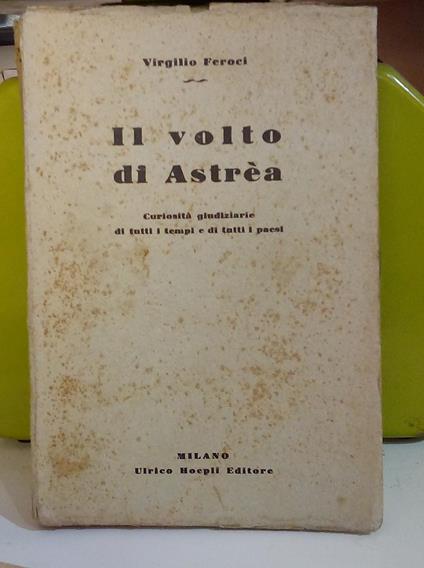 Virgilio Feroci
Il volto
di Astrèa
Curiosità giudiziarie
di tutti i tempi e di tutti i paesi
MILANO
Ulrico Hoepli Editore